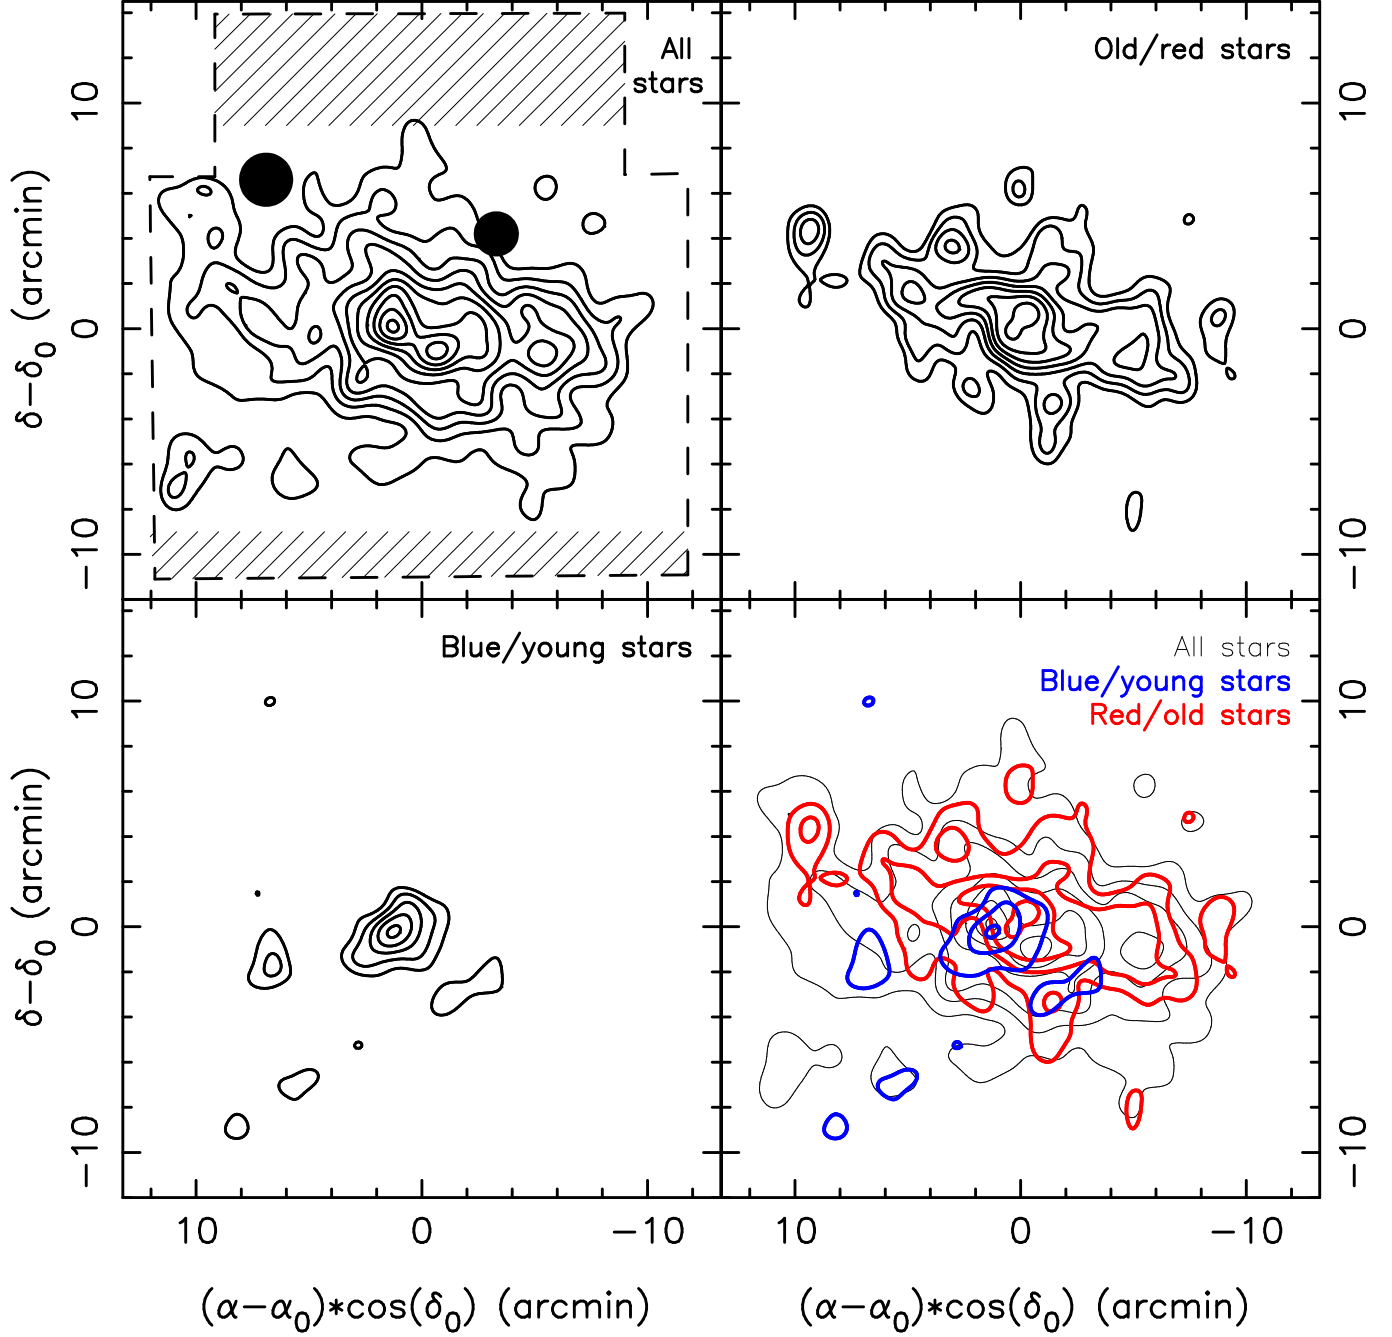 All
stars
Old/red stars
10
0
−10
δ−δ0 (arcmin)
10
0
−10
Blue/young stars
All stars
Blue/young stars
Red/old stars
10
0
−10
δ−δ0 (arcmin)
10
0
−10
10 0 −10
10 0 −10
(α−α0)*cos(δ0) (arcmin)
(α−α0)*cos(δ0) (arcmin)